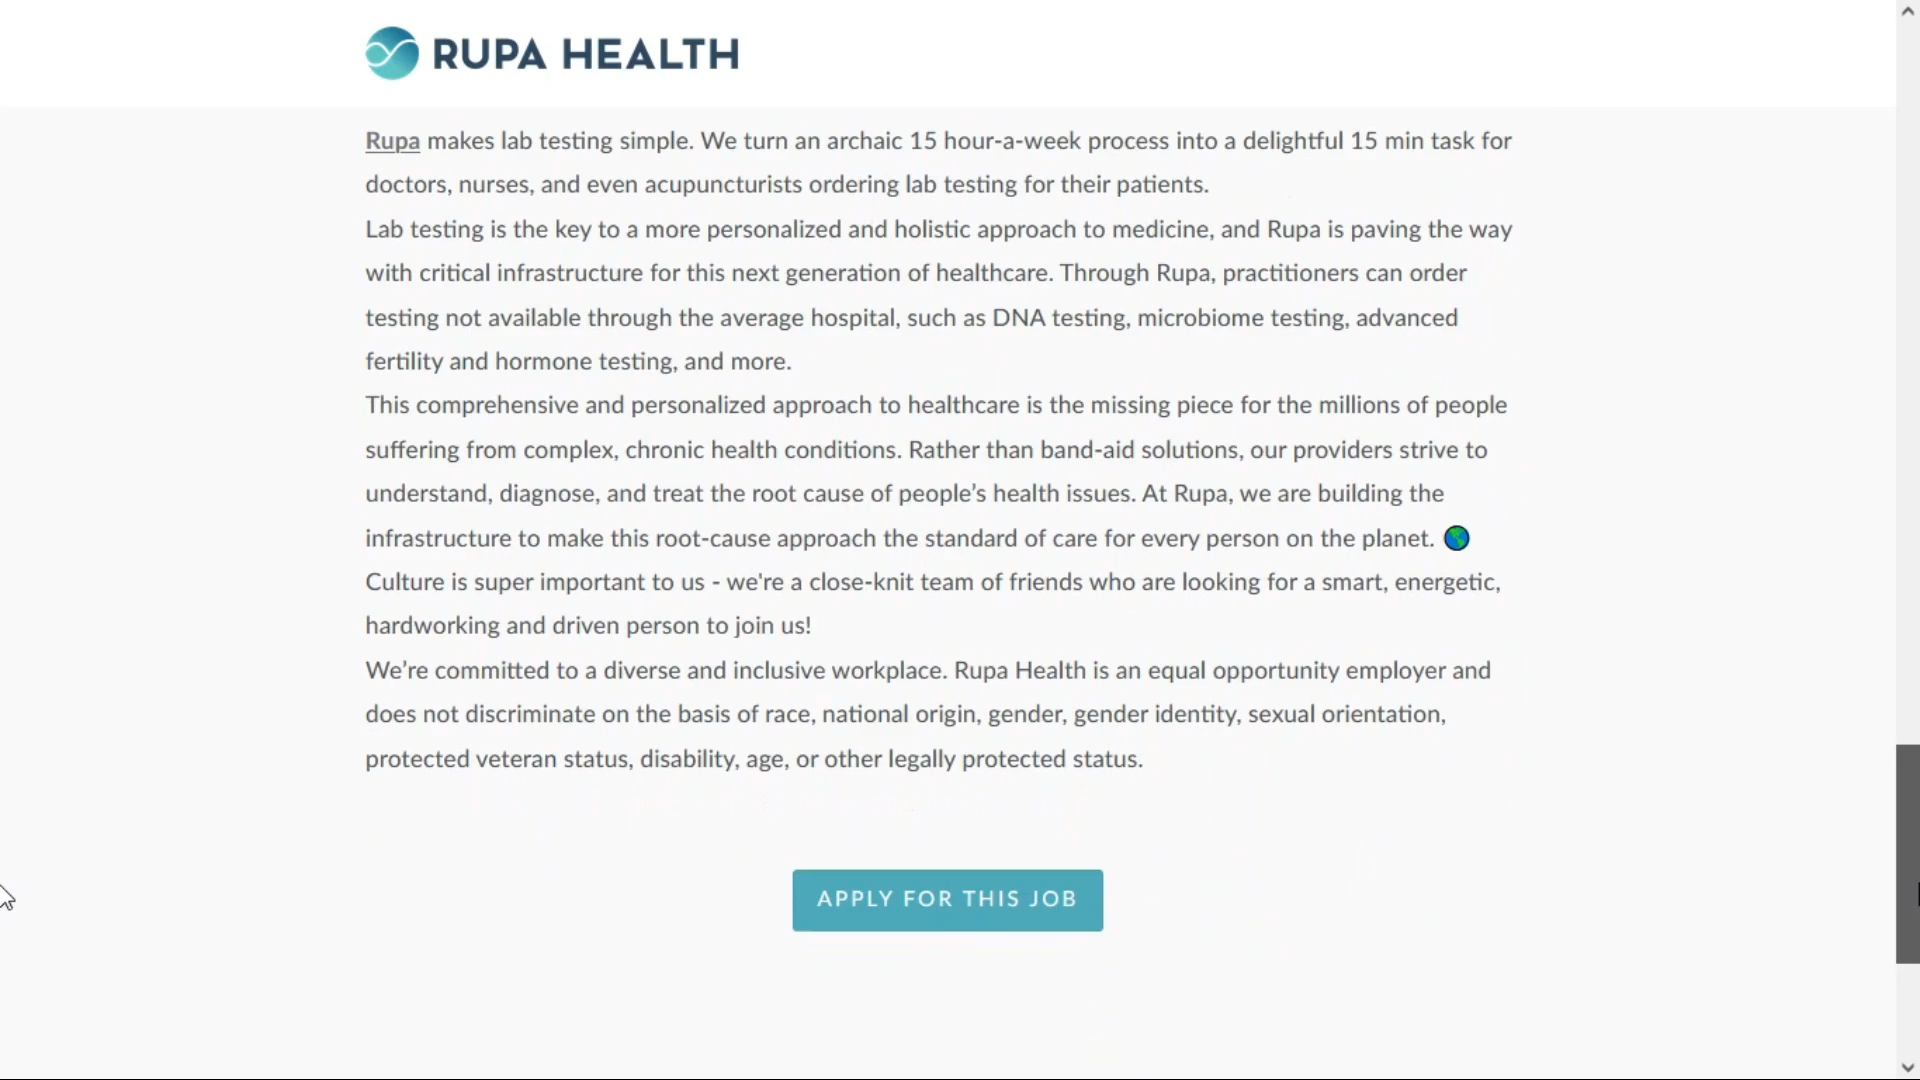 RUPA HEALTH
Rupa makes lab testing simple. We turn an archaic 15 hour-a-week process into a delightful 15 min task for
doctors, nurses, and even acupuncturists ordering lab testing for their patients.
Lab testing is the key to a more personalized and holistic approach to medicine, and Rupa is paving the way
with critical infrastructure for this next generation of healthcare. Through Rupa, practitioners can order
testing not available through the average hospital, such as DNA testing, microbiome testing, advanced
fertility and hormone testing, and more.
This comprehensive and personalized approach to healthcare is the missing piece for the millions of people
suffering from complex, chronic health conditions. Rather than band-aid solutions, our providers strive to
understand, diagnose, and treat the root cause of people’s health issues. At Rupa, we are building the
infrastructure to make this root-cause approach the standard of care for every person on the planet. 🌎
Culture is super important to us - we're a close-knit team of friends who are looking for a smart, energetic,
hardworking and driven person to join us!
We’re committed to a diverse and inclusive workplace. Rupa Health is an equal opportunity employer and
does not discriminate on the basis of race, national origin, gender, gender identity, sexual orientation,
protected veteran status, disability, age, or other legally protected status.
APPLY FOR THIS JOB